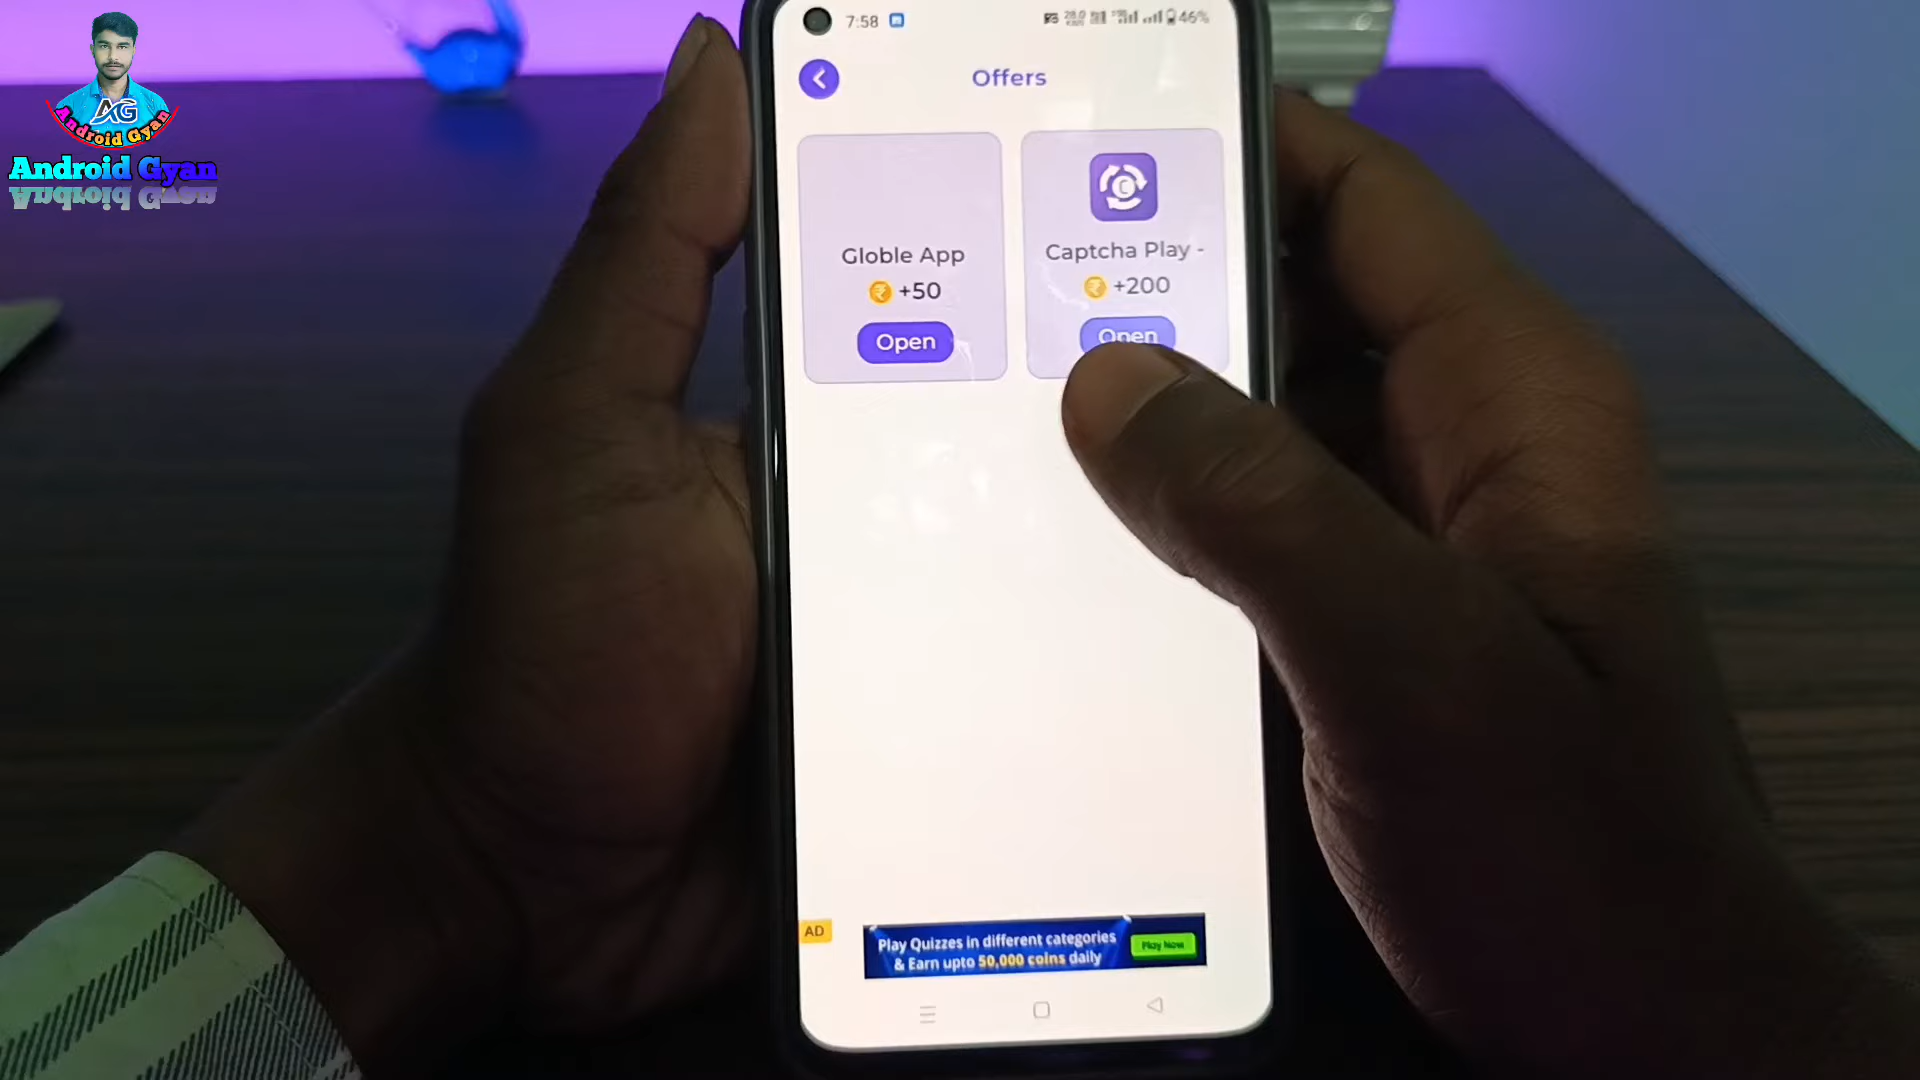 AG
Android Gyan
Android Gyan
7:58
46%
Offers
Globle App
+50
Open
Captcha Play -
+200
Open
AD
Play Quizzes in different categories
& Earn upto 50,000 coins daily
Play Now